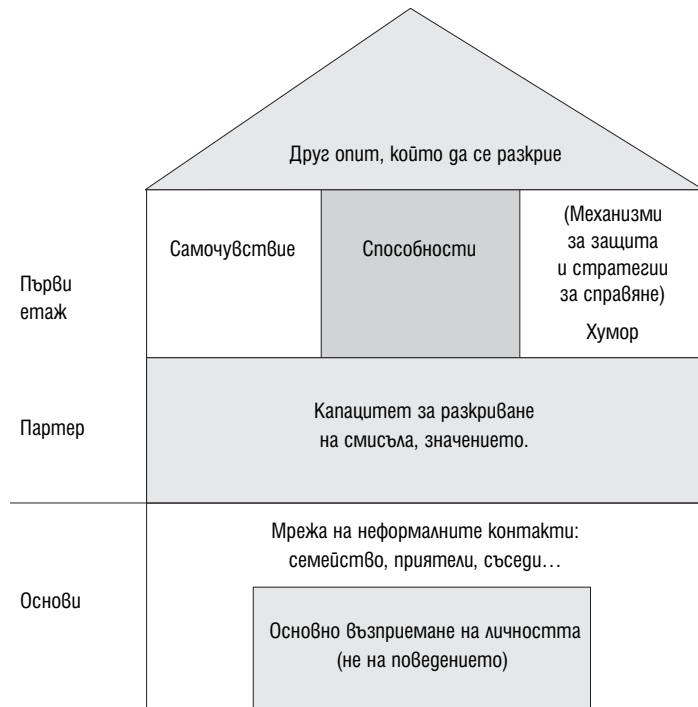 Друг опит, който да се разкрие
Първи
етаж
Самочувствие
Способности
(Механизми
за защита
и стратегии
за справяне)
Хумор
Партер
Капацитет за разкриване
на смисъла, значението.
Основи
Мрежа на неформалните контакти:
семейство, приятели, съседи…
Основно възприемане на личността
(не на поведението)